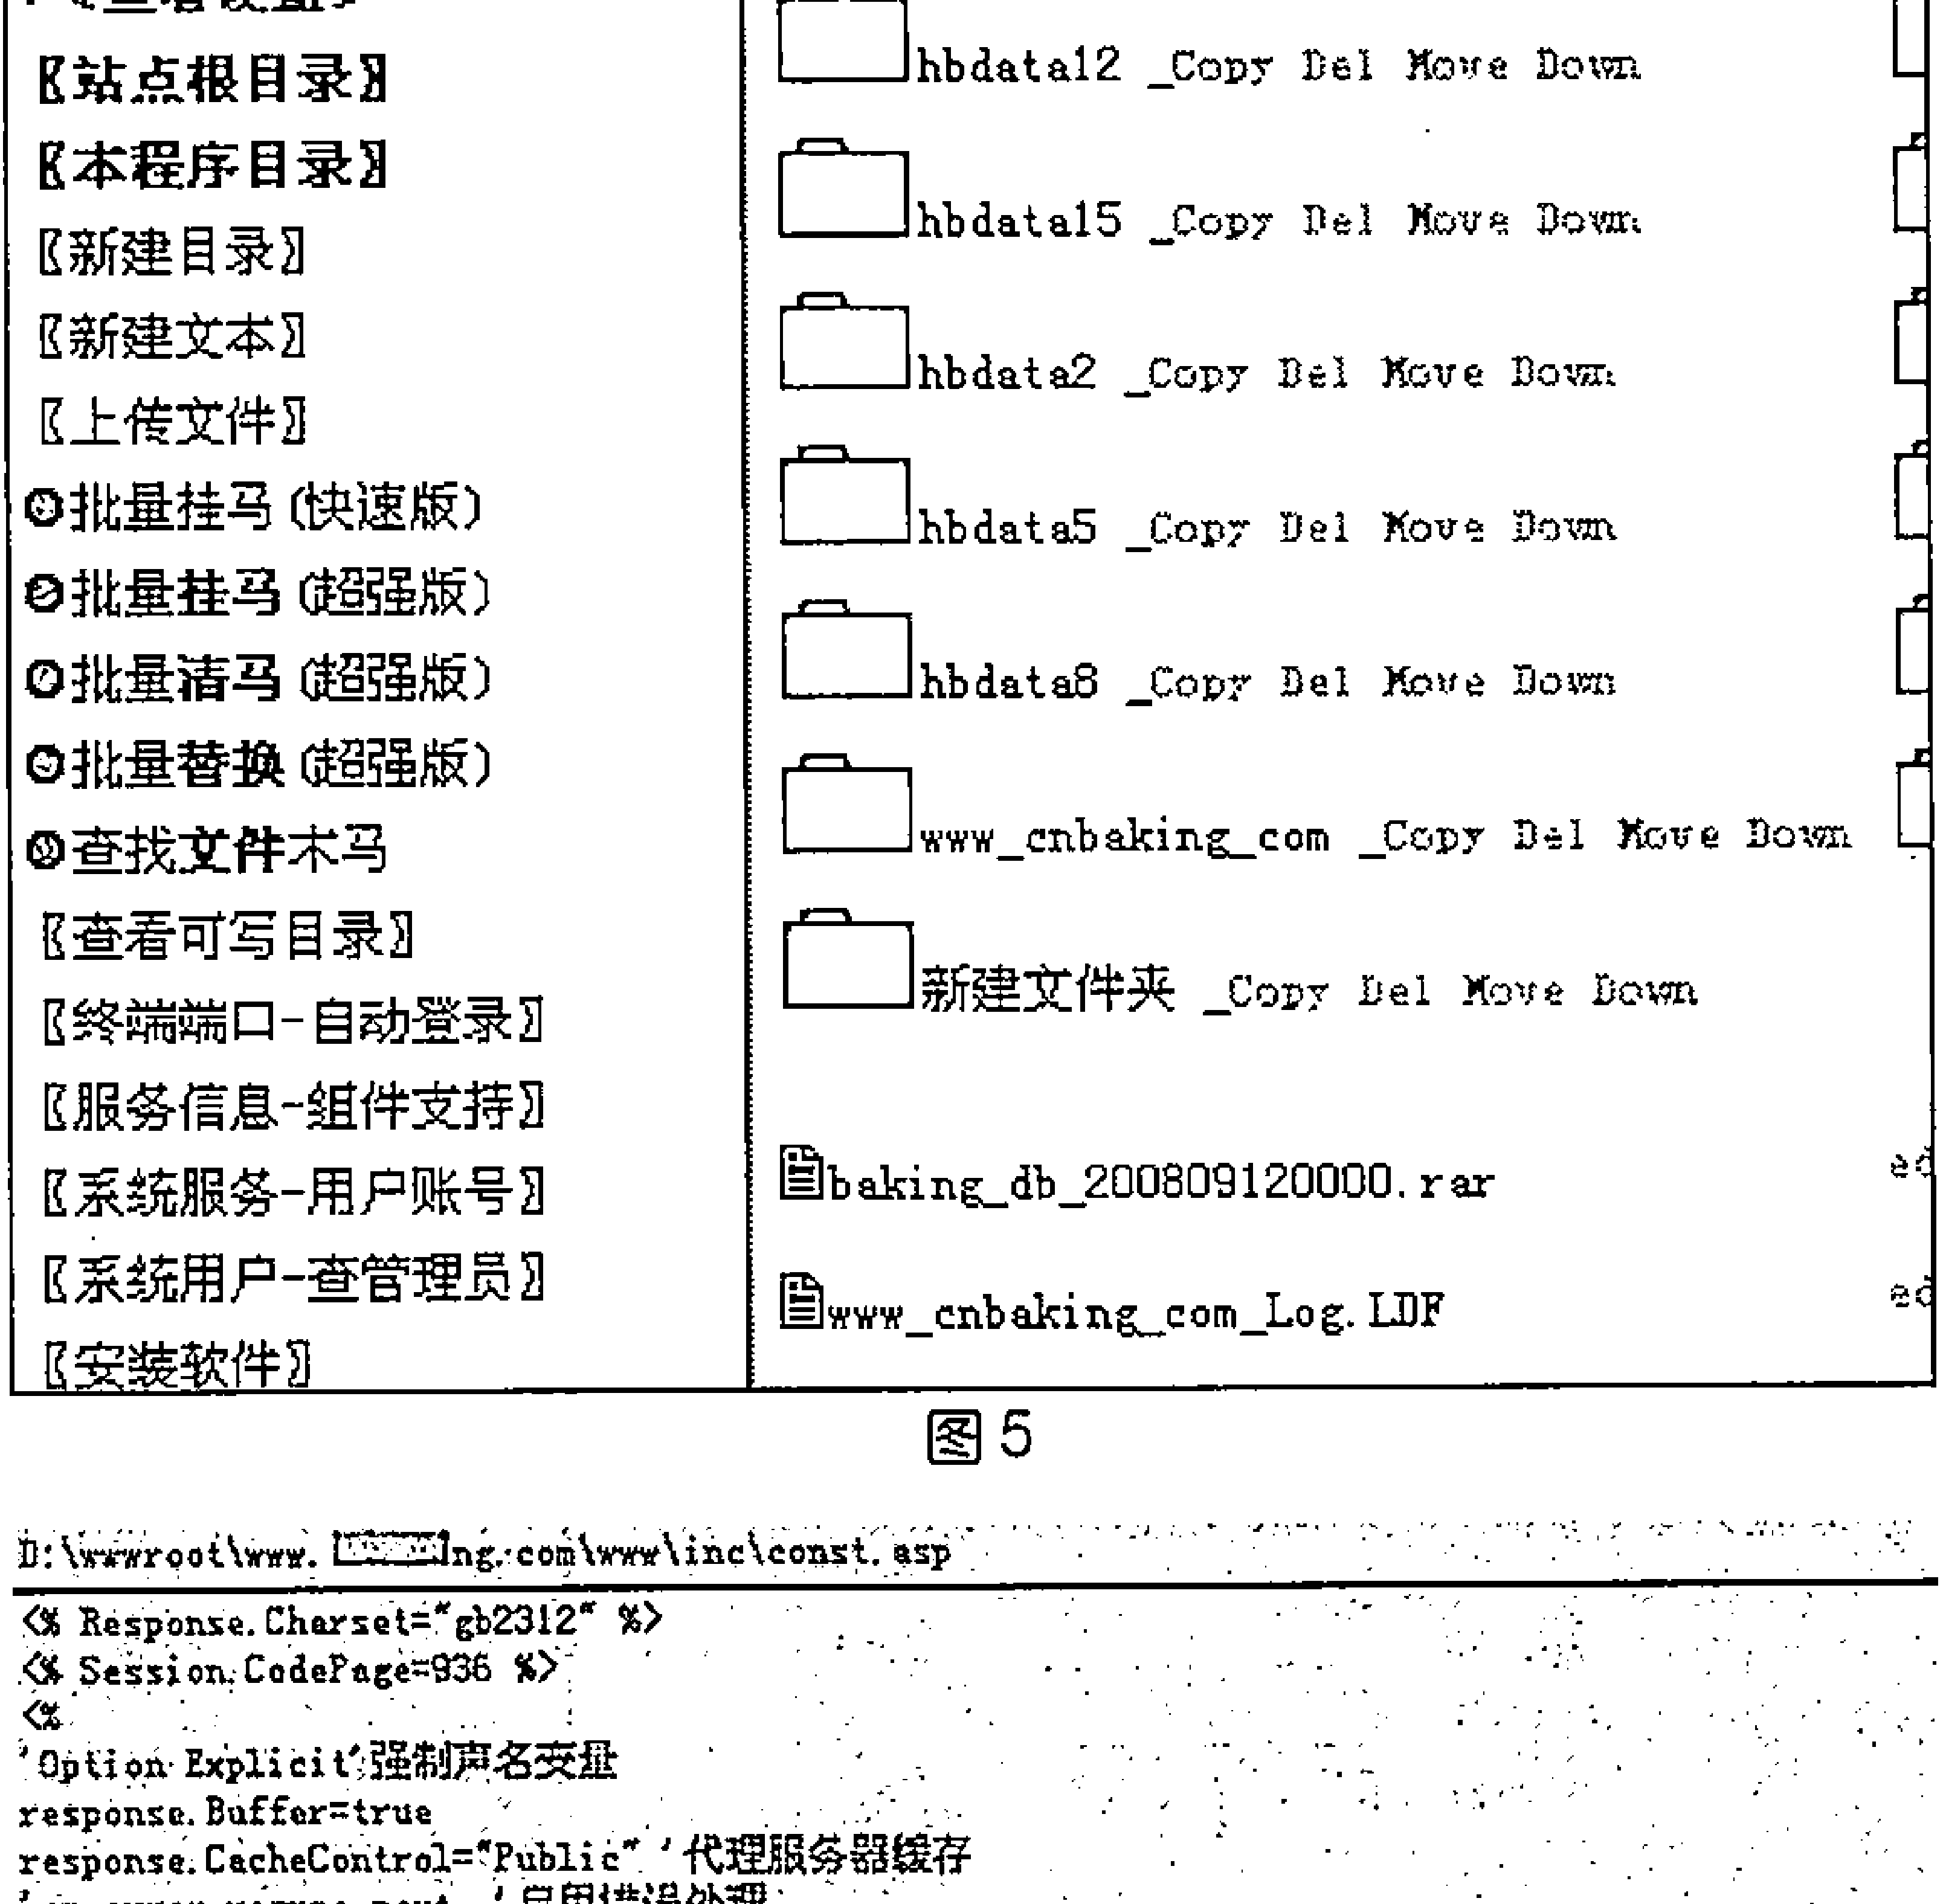 〖站点根目录〗
〖本程序目录〗
〖新建目录〗
〖新建文本〗
〖上传文件〗
批量挂马(快速版)
批量挂马(超强版)
批量清马(超强版)
批量替换(超强版)
查找文件木马
〖查看可写目录〗
〖终端端口-自动登录〗
〖服务信息-组件支持〗
〖系统服务-用户账号〗
〖系统用户-查管理员〗
〖安装软件〗
hbdata12 _Copy Del Move Down
hbdata15 _Copy Del Move Down
hbdata2 _Copy Del Move Down
hbdata5 _Copy Del Move Down
hbdata8 _Copy Del Move Down
www_cnbaking_com _Copy Del Move Down
新建文件夹 _Copy Del Move Down
baking_db_200809120000.rar
ed
www_cnbaking_com_Log.LDF
ed
图 5
D:\wwwroot\www. ng.com\www\inc\const.asp
<% Response.Charset="gb2312" %>
<% Session.CodePage=936 %>
<%
'Option Explicit'强制声名变量
response.Buffer=true
response.CacheControl="Public" '代理服务器缓存